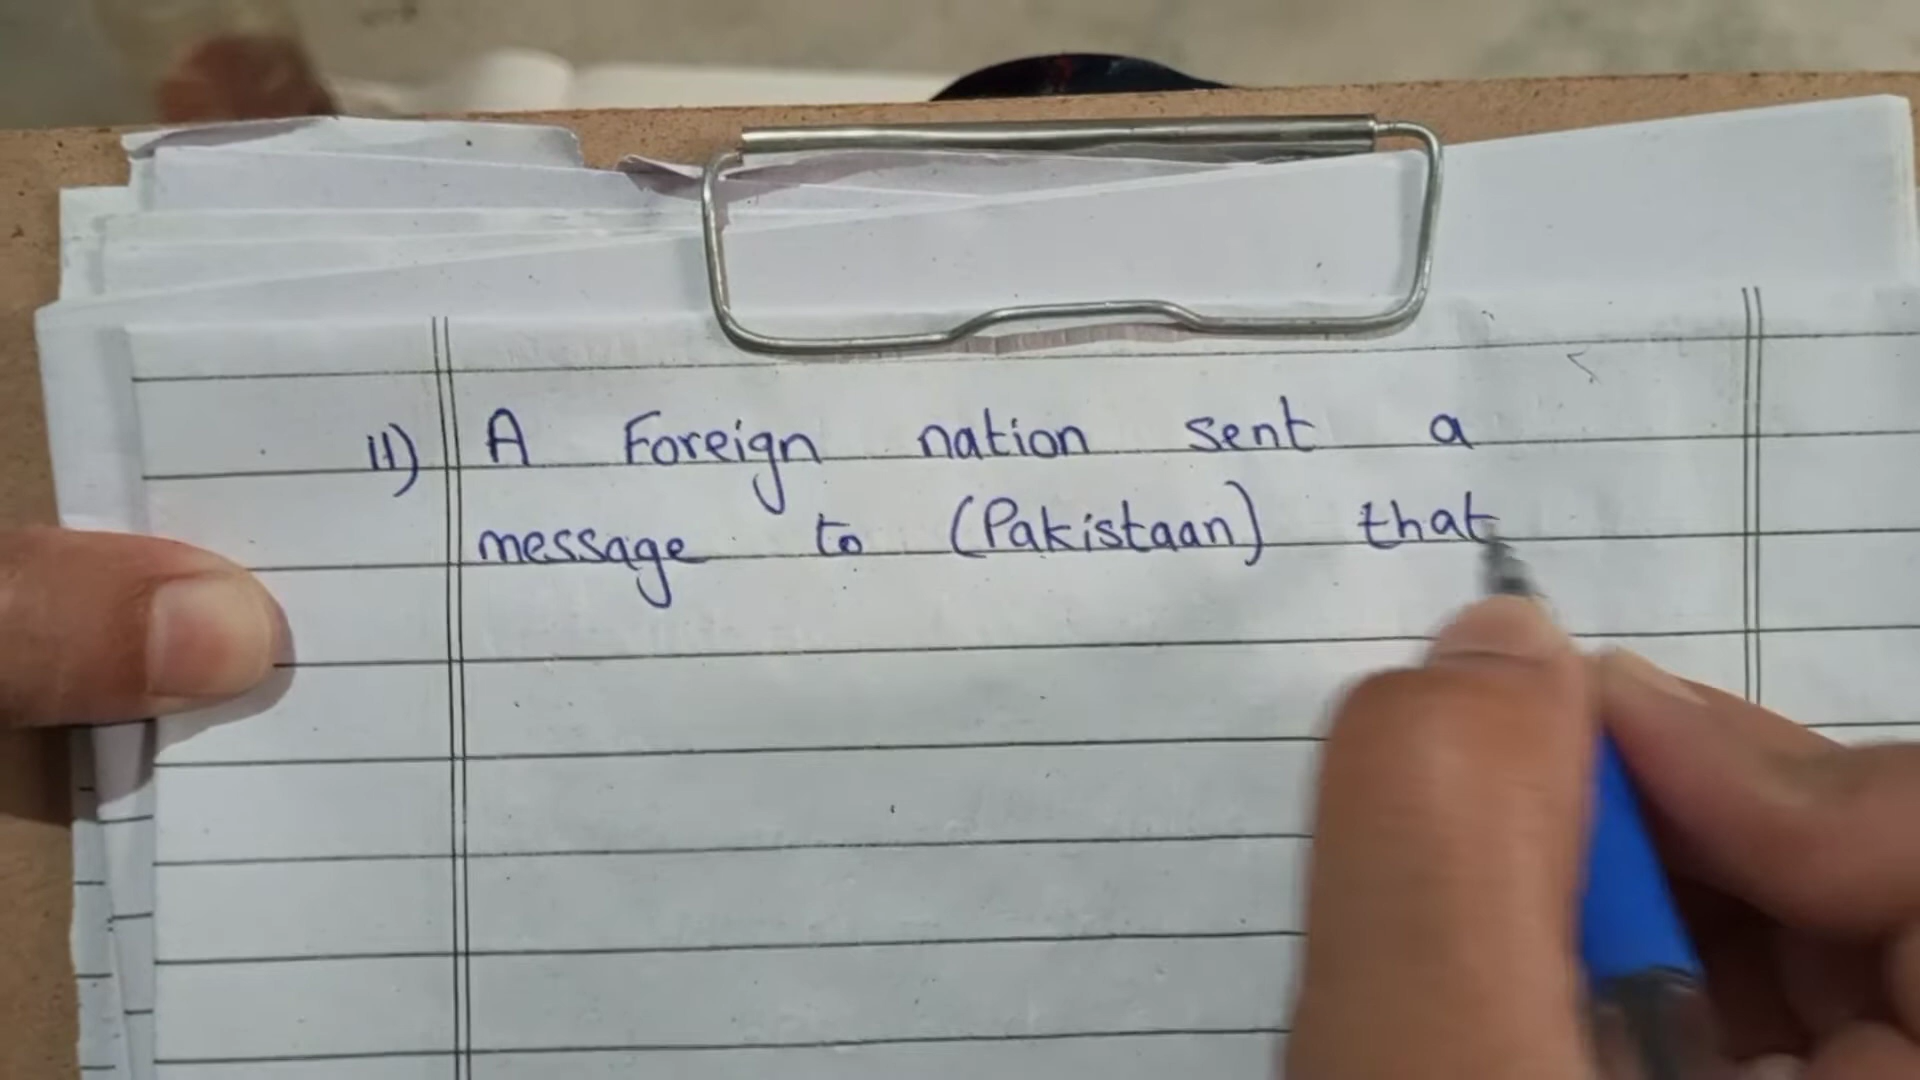 11) A Foreign nation sent a
message to (Pakistaan) that